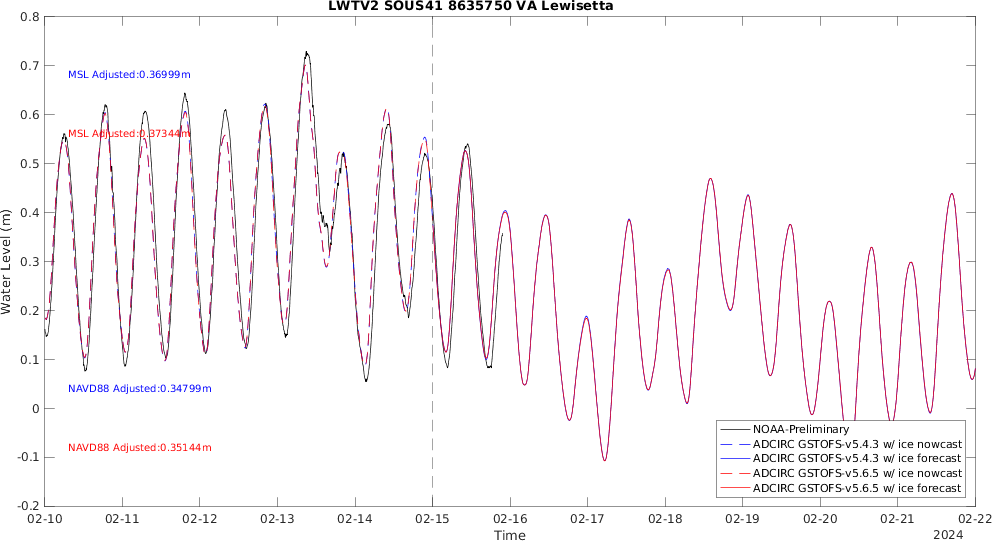 LWTV2 SOUS41 8635750 VA Lewisetta
0.8
0.7
0.6
0.5
0.4
0.3
0.2
0.1
0
-0.1
-0.2
Water Level (m)
MSL Adjusted:0.36999m
MSL Adjusted:0.37344m
NAVD88 Adjusted:0.34799m
NAVD88 Adjusted:0.35144m
NOAA-Preliminary
ADCIRC GSTOFS-v5.4.3 w/ ice nowcast
ADCIRC GSTOFS-v5.4.3 w/ ice forecast
ADCIRC GSTOFS-v5.6.5 w/ ice nowcast
ADCIRC GSTOFS-v5.6.5 w/ ice forecast
02-10 02-11 02-12 02-13 02-14 02-15 02-16 02-17 02-18 02-19 02-20 02-21 02-22
Time
2024